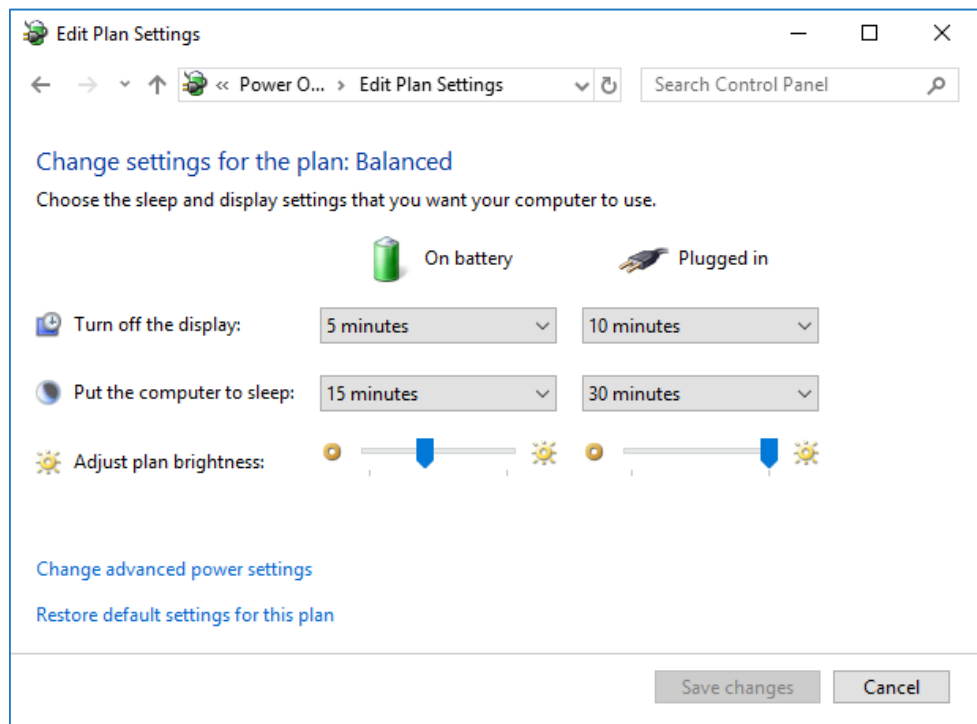 Edit Plan Settings
« Power O... › Edit Plan Settings
Search Control Panel
Change settings for the plan: Balanced
Choose the sleep and display settings that you want your computer to use.
On battery Plugged in
Turn off the display: 5 minutes 10 minutes
Put the computer to sleep: 15 minutes 30 minutes
Adjust plan brightness:
Change advanced power settings
Restore default settings for this plan
Save changes Cancel